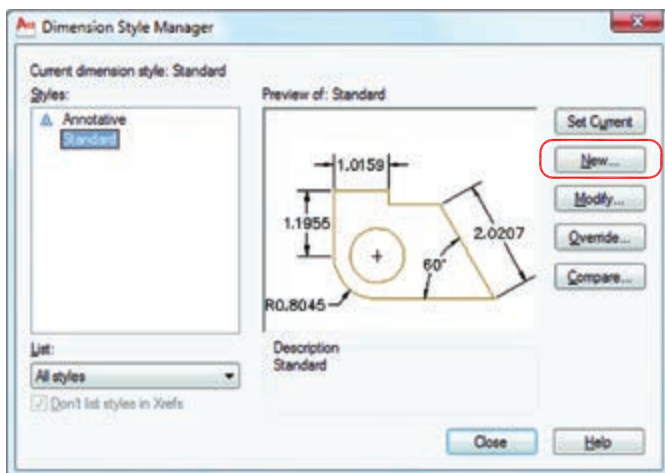 Dimension Style Manager
Current dimension style: Standard
Styles:
Annotative
Standard
Preview of: Standard
1.0159
1.1955
2.0207
60°
R0.8045
Set Current
New...
Modify...
Override...
Compare...
List:
All styles
Don't list styles in Xrefs
Description
Standard
Close
Help